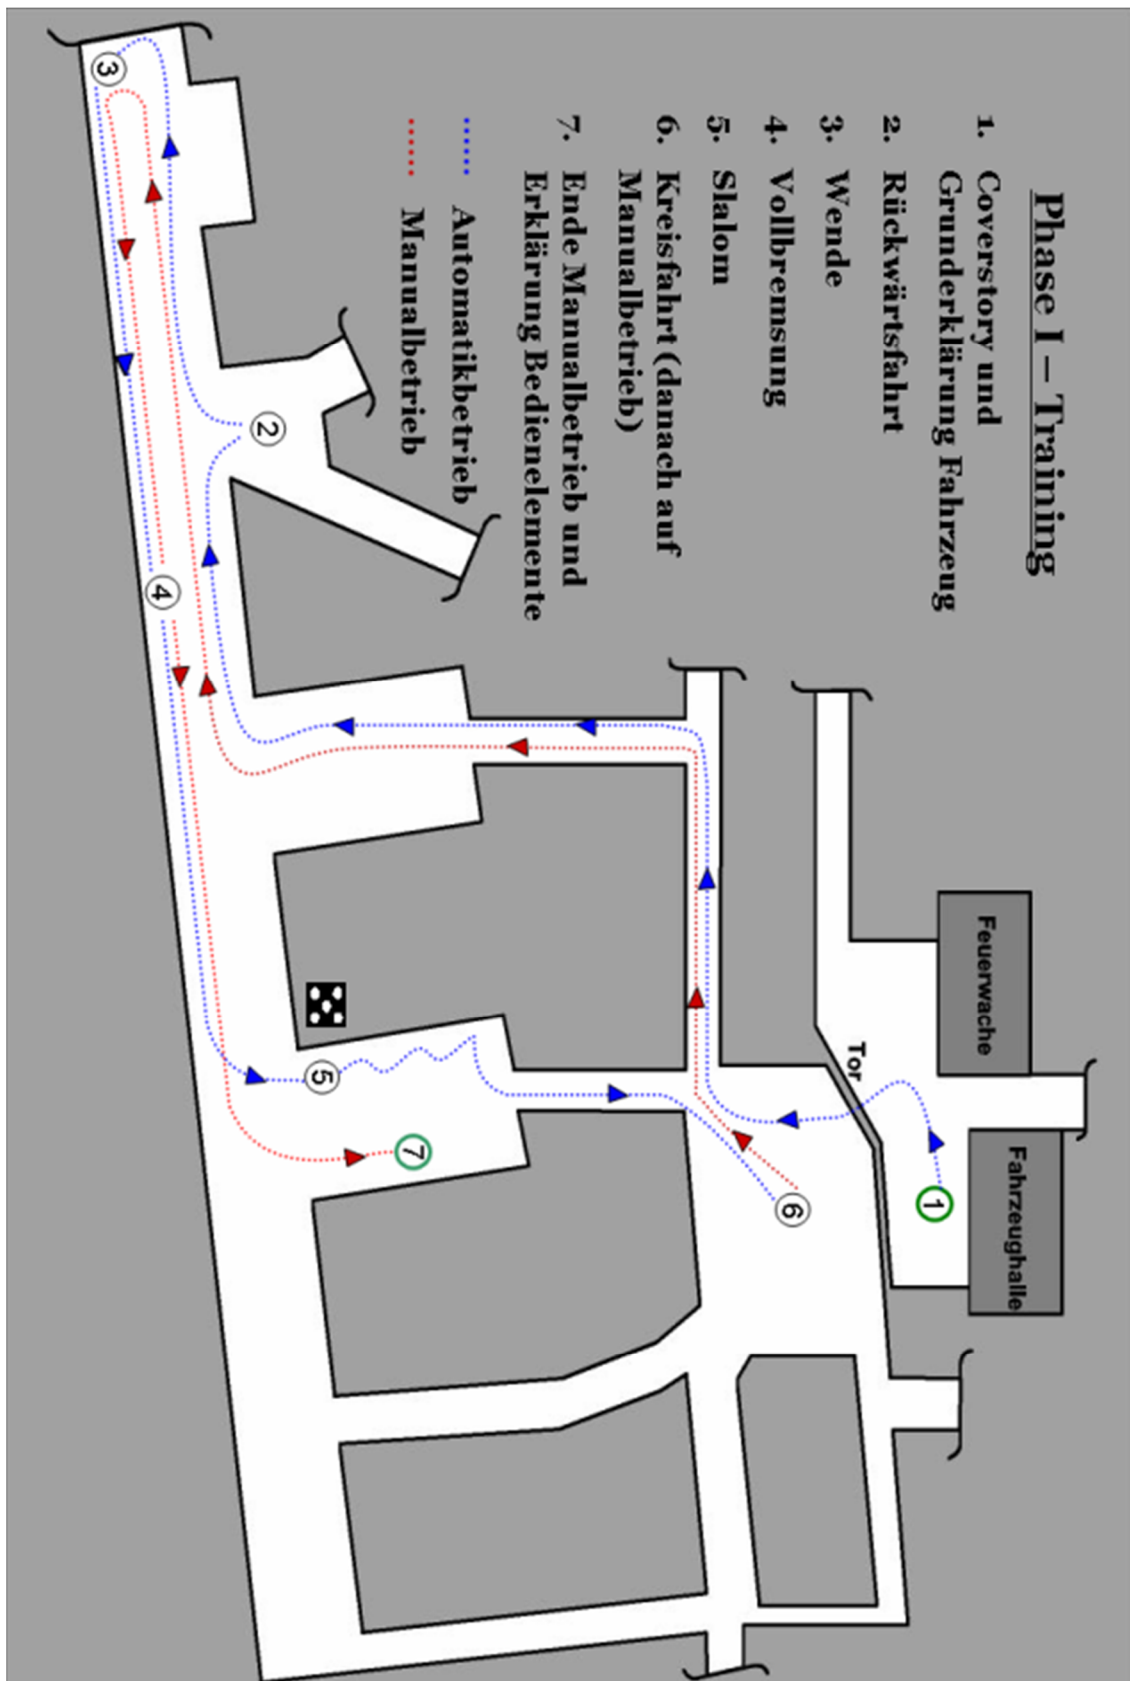 Phase I – Training
1. Coverstory und
Grunderklärung Fahrzeug
2. Rückwärtsfahrt
3. Wende
4. Vollbremsung
5. Slalom
6. Kreisfahrt (danach auf
Manualbetrieb)
7. Ende Manualbetrieb und
Erklärung Bedienelemente
Automatikbetrieb
Manualbetrieb
Feuerwache
Fahrzeughalle
Tor
1
2
3
4
5
6
7